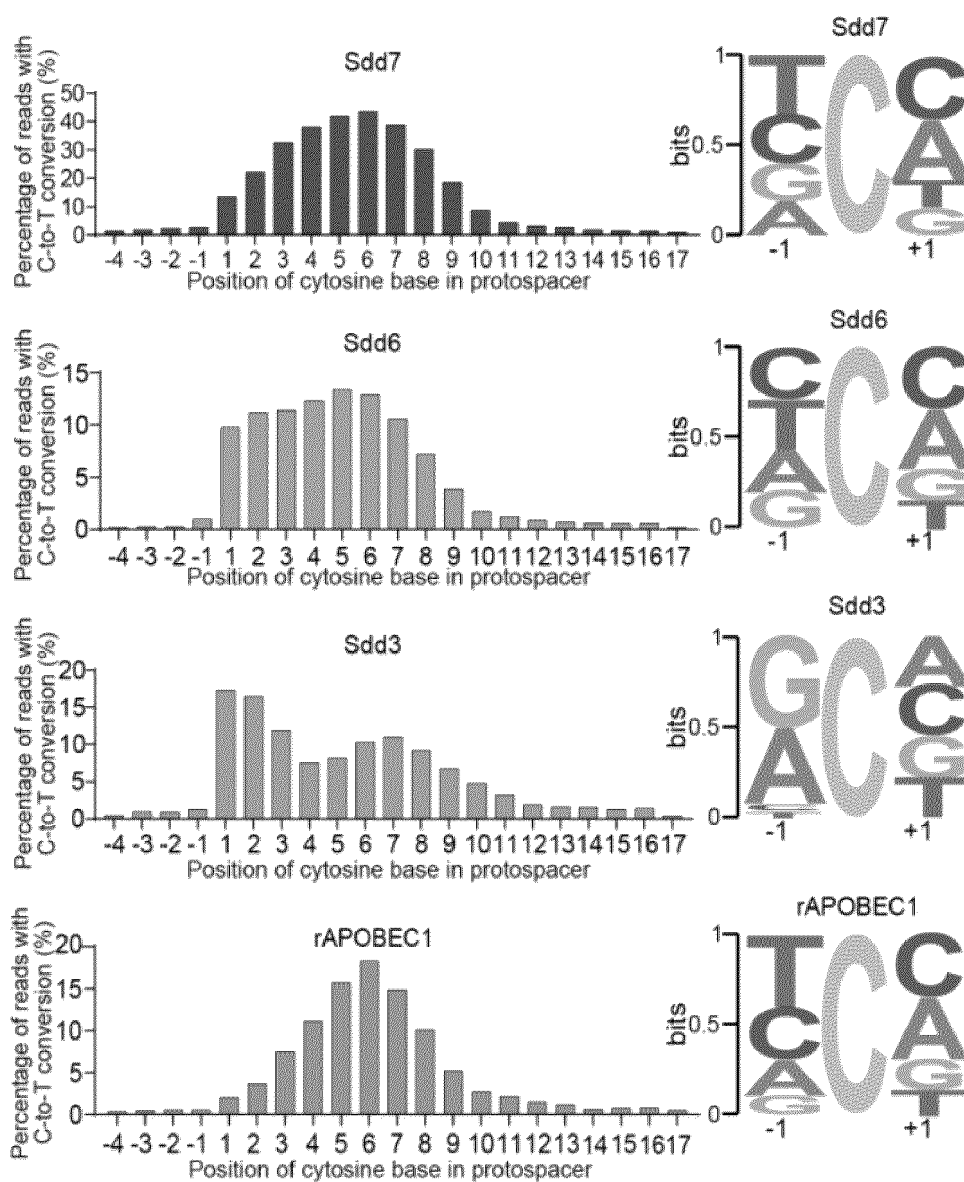 Sdd7
Percentage of reads with
C-to-T conversion (%)
50
40
30
20
10
0
-4 -3 -2 -1 1 2 3 4 5 6 7 8 9 10 11 12 13 14 15 16 17
Position of cytosine base in protospacer
Sdd7
bits
1
0.5
0
T C G A
C
C A T G
-1
+1
Sdd6
Percentage of reads with
C-to-T conversion (%)
15
10
5
0
-4 -3 -2 -1 1 2 3 4 5 6 7 8 9 10 11 12 13 14 15 16 17
Position of cytosine base in protospacer
Sdd6
bits
1
0.5
0
C T A G
C
C A G T
-1
+1
Sdd3
Percentage of reads with
C-to-T conversion (%)
20
15
10
5
0
-4 -3 -2 -1 1 2 3 4 5 6 7 8 9 10 11 12 13 14 15 16 17
Position of cytosine base in protospacer
Sdd3
bits
1
0.5
0
G A C T
C
A C G T
-1
+1
rAPOBEC1
Percentage of reads with
C-to-T conversion (%)
20
15
10
5
0
-4 -3 -2 -1 1 2 3 4 5 6 7 8 9 10 11 12 13 14 15 16 17
Position of cytosine base in protospacer
rAPOBEC1
bits
1
0.5
0
T C A G
C
C A G T
-1
+1